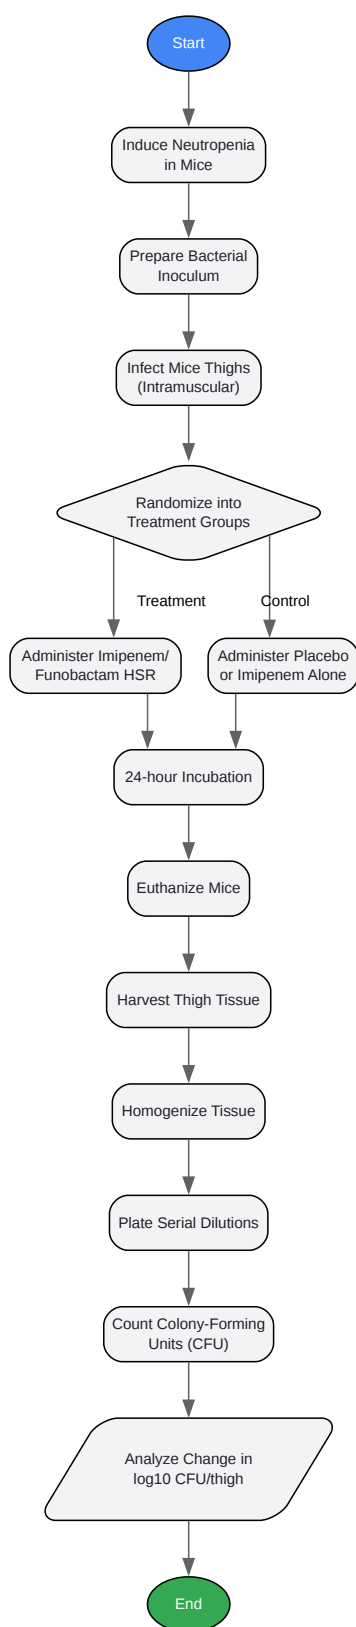 Start
Induce Neutropenia
in Mice
Prepare Bacterial
Inoculum
Infect Mice Thighs
(Intramuscular)
Randomize into
Treatment Groups
Treatment
Control
Administer Imipenem/
Funobactam HSR
Administer Placebo
or Imipenem Alone
24-hour Incubation
Euthanize Mice
Harvest Thigh Tissue
Homogenize Tissue
Plate Serial Dilutions
Count Colony-Forming
Units (CFU)
Analyze Change in
log10 CFU/thigh
End